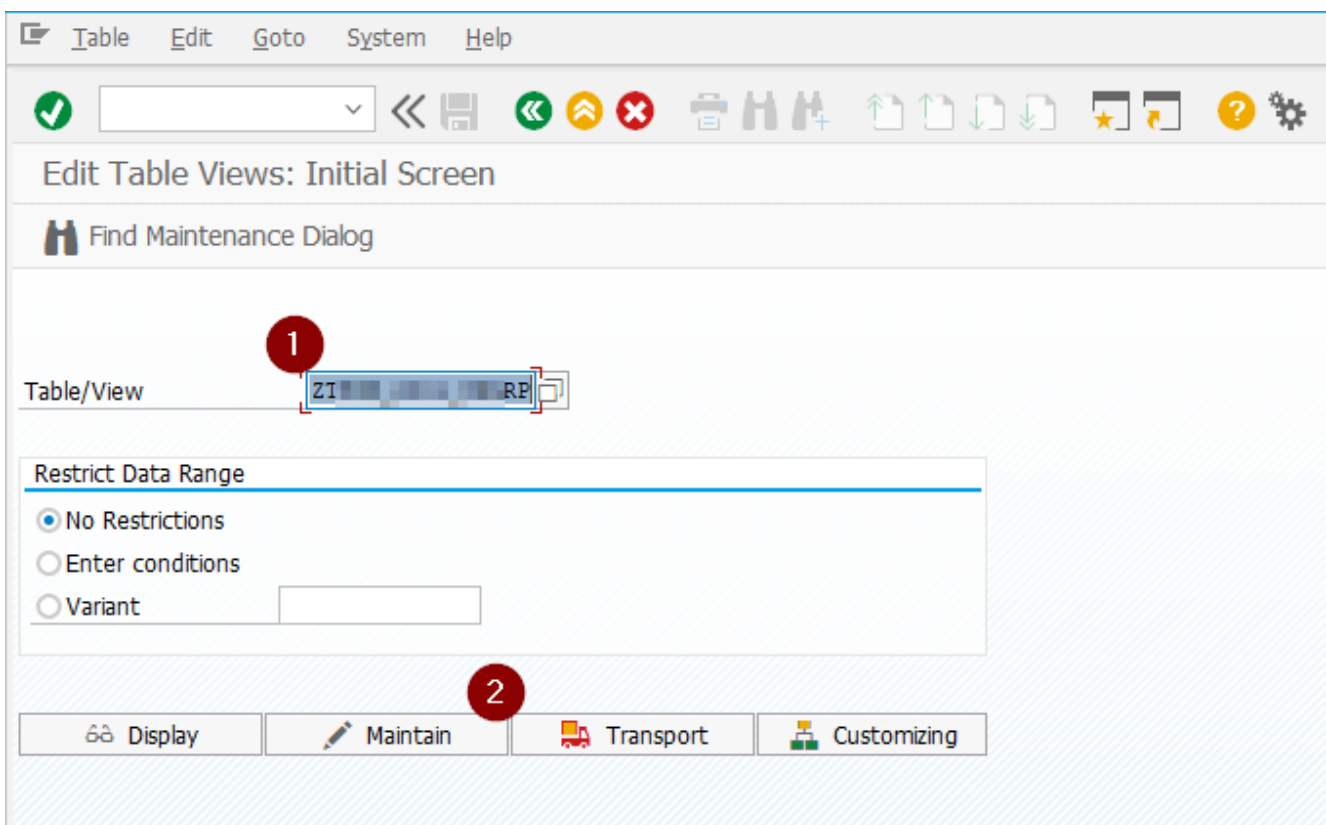 Table Edit Goto System Help
Edit Table Views: Initial Screen
Find Maintenance Dialog
1
Table/View
Restrict Data Range
No Restrictions
Enter conditions
Variant
2
Display Maintain Transport Customizing